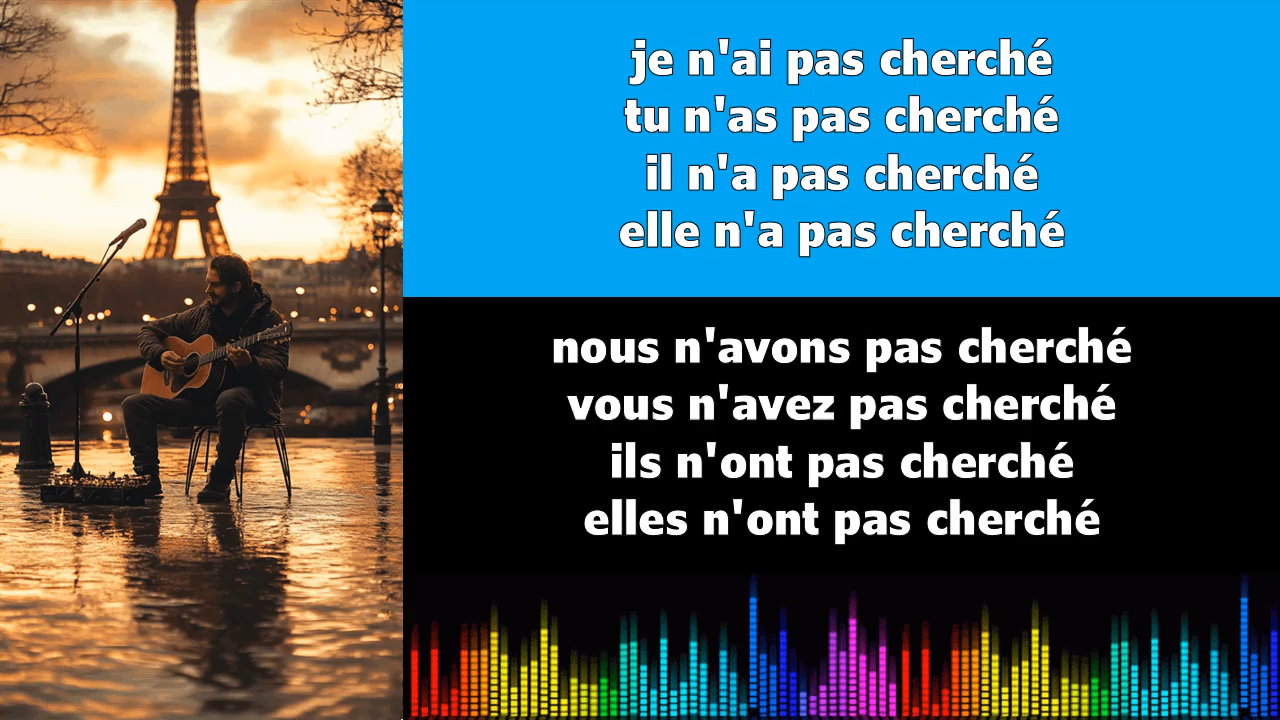 je n'ai pas cherché
tu n'as pas cherché
il n'a pas cherché
elle n'a pas cherché
nous n'avons pas cherché
vous n'avez pas cherché
ils n'ont pas cherché
elles n'ont pas cherché